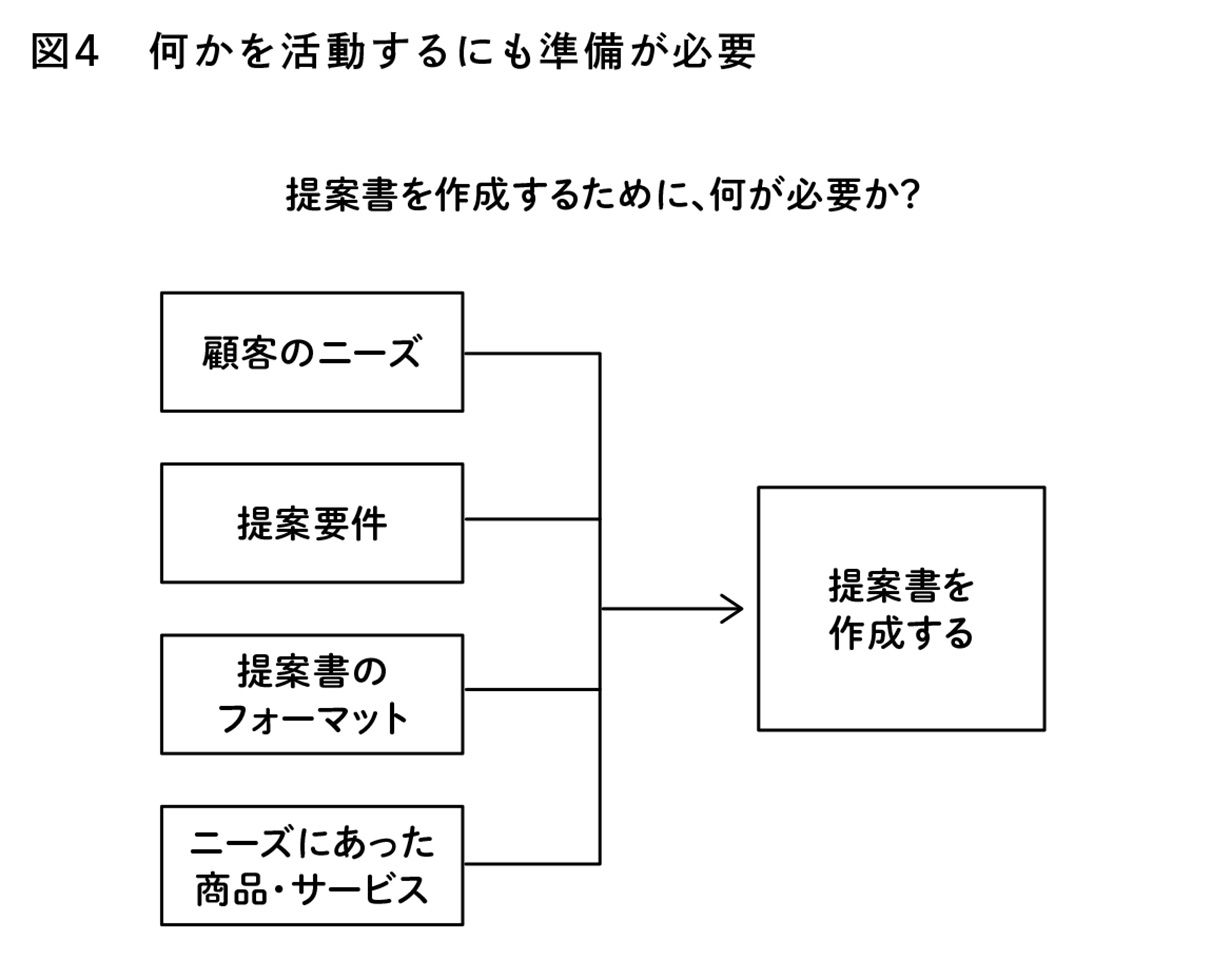 図4　何かを活動するにも準備が必要
提案書を作成するために、何が必要か?
顧客のニーズ
提案要件
提案書の
フォーマット
ニーズにあった
商品・サービス
提案書を
作成する